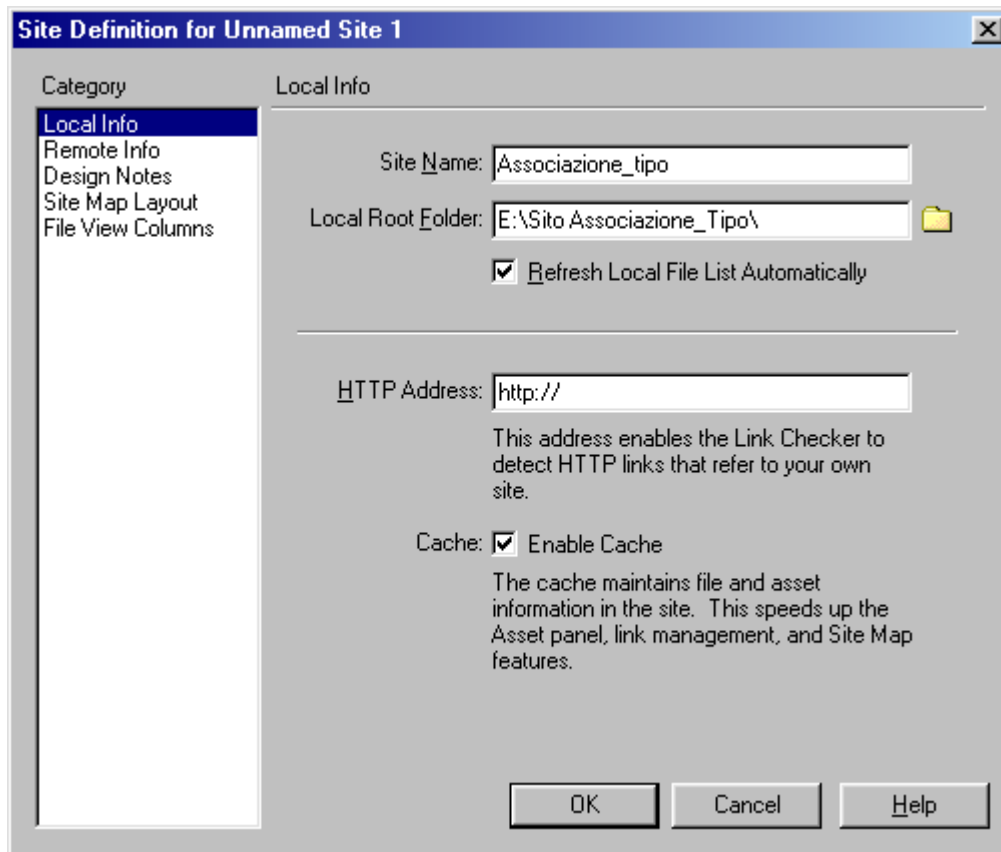 Site Definition for Unnamed Site 1
Category
Local Info
Remote Info
Design Notes
Site Map Layout
File View Columns
Local Info
Site Name: Associazione_tipo
Local Root Folder: E:\Sito Associazione_Tipo\
Refresh Local File List Automatically
HTTP Address: http://
This address enables the Link Checker to
detect HTTP links that refer to your own
site.
Cache: Enable Cache
The cache maintains file and asset
information in the site. This speeds up the
Asset panel, link management, and Site Map
features.
OK Cancel Help